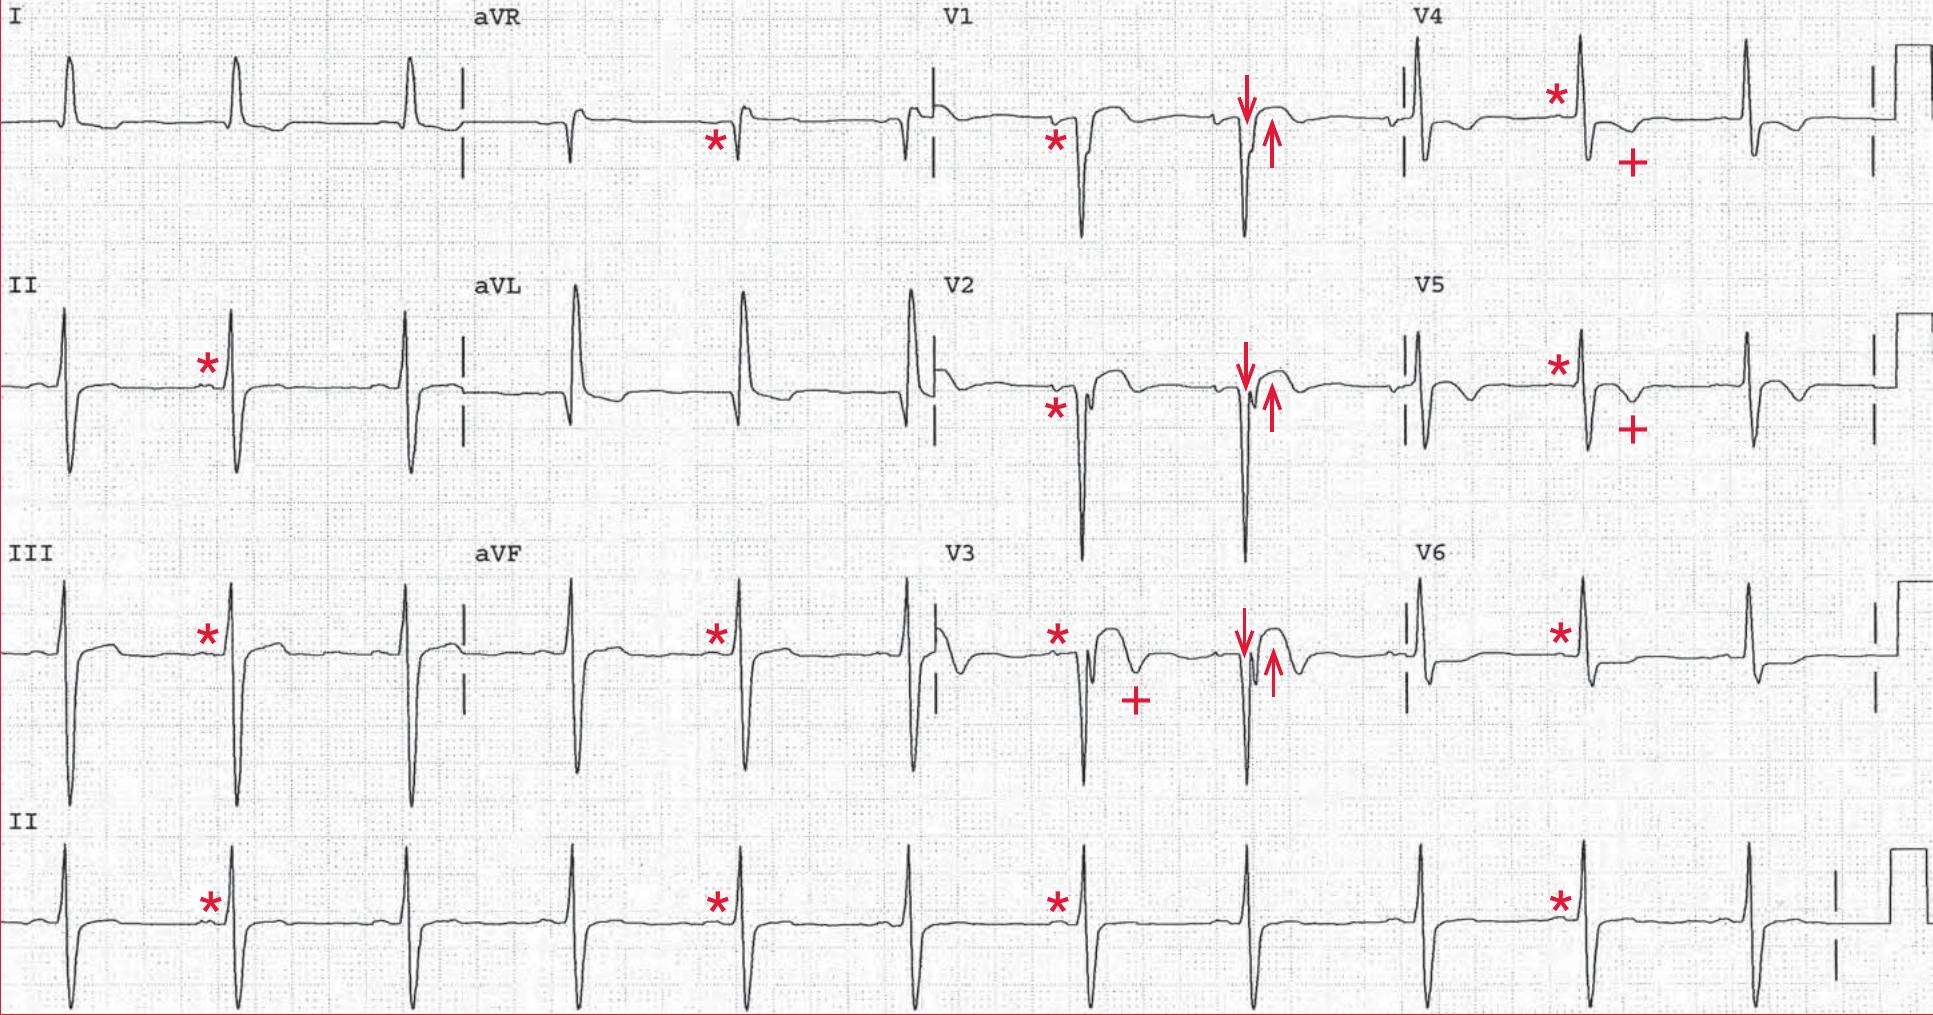 I aVR V1 V4
* * *
II aVL V2 V5
* * *
+ +
III aVF V3 V6
* * * *
+
II
* * * *